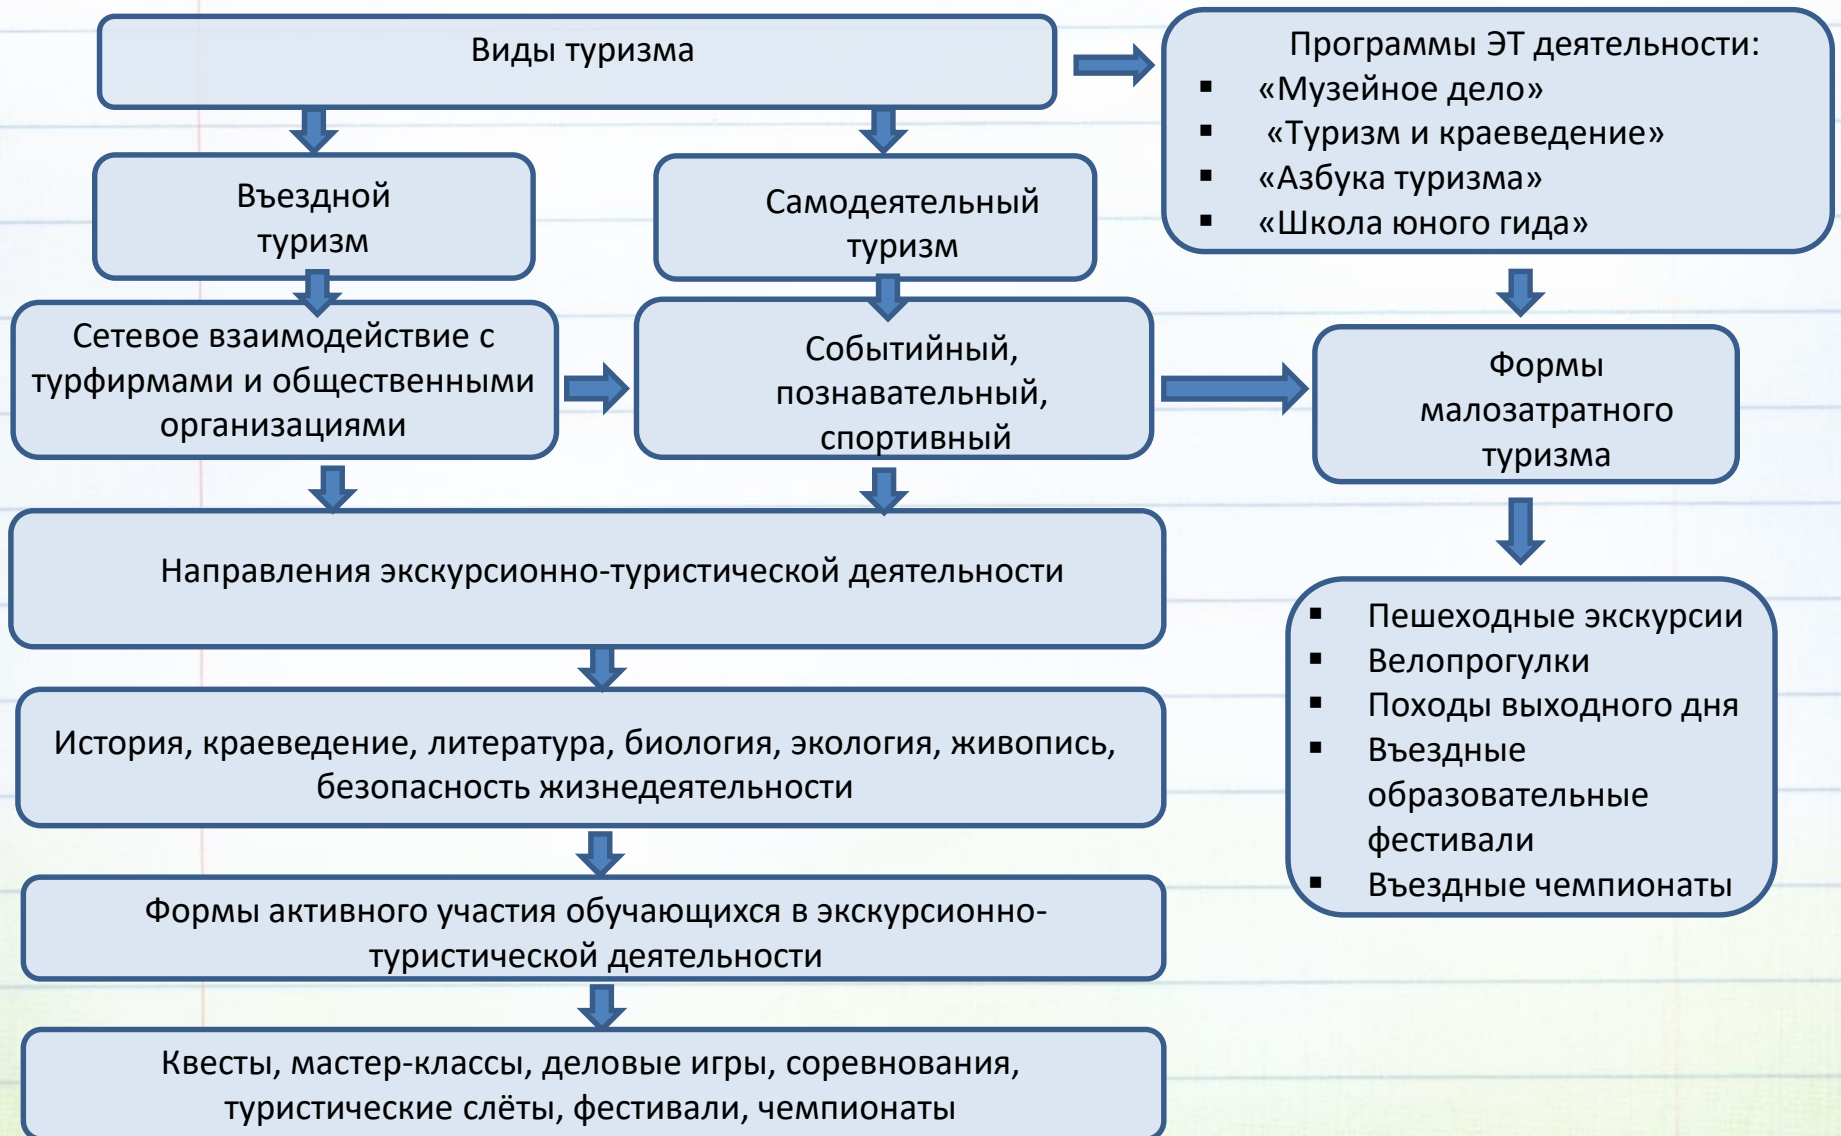 Виды туризма
Программы ЭТ деятельности:
«Музейное дело»
«Туризм и краеведение»
«Азбука туризма»
«Школа юного гида»
Въездной
туризм
Самодеятельный
туризм
Сетевое взаимодействие с
турфирмами и общественными
организациями
Событийный,
познавательный,
спортивный
Формы
малозатратного
туризма
Направления экскурсионно-туристической деятельности
История, краеведение, литература, биология, экология, живопись,
безопасность жизнедеятельности
Формы активного участия обучающихся в экскурсионно-
туристической деятельности
Квесты, мастер-классы, деловые игры, соревнования,
туристические слёты, фестивали, чемпионаты
Пешеходные экскурсии
Велопрогулки
Походы выходного дня
Въездные
образовательные
фестивали
Въездные чемпионаты